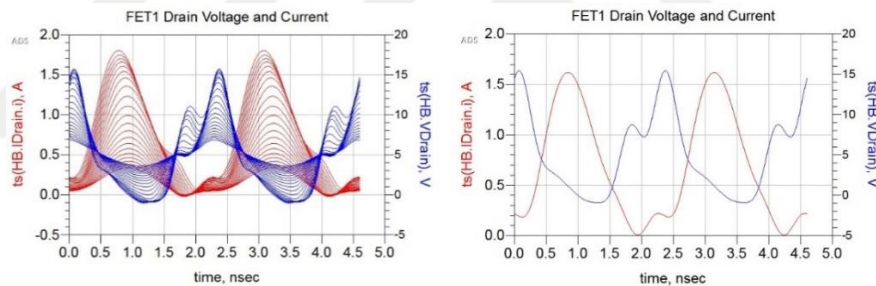 FET1 Drain Voltage and Current
ADS
ts(HB.IDrain.i), A
2.0
1.5
1.0
0.5
0.0
-0.5
20
15
10
5
0
-5
ts(HB.VDrain), V
0.0 0.5 1.0 1.5 2.0 2.5 3.0 3.5 4.0 4.5 5.0
time, nsec
FET1 Drain Voltage and Current
ADS
ts(HB.IDrain.i), A
2.0
1.5
1.0
0.5
0.0
20
15
10
5
0
-5
ts(HB.VDrain), V
0.0 0.5 1.0 1.5 2.0 2.5 3.0 3.5 4.0 4.5 5.0
time, nsec